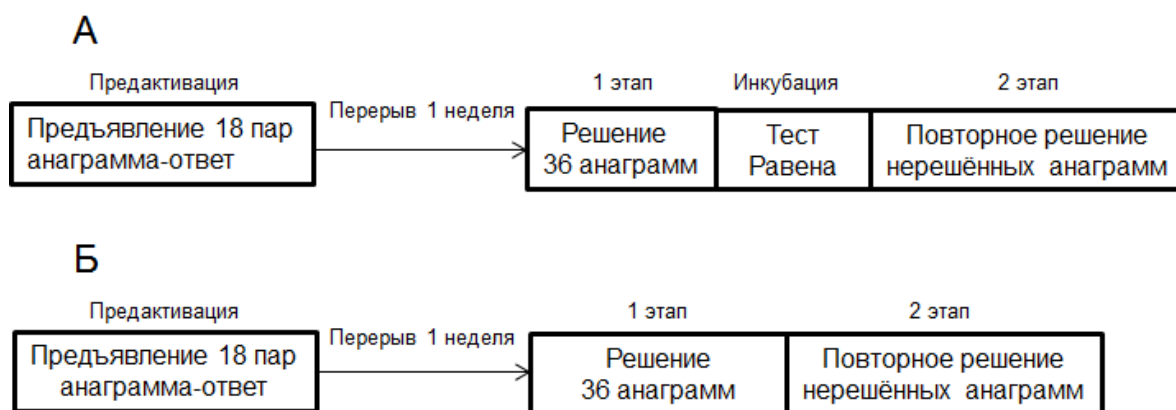 А
Предактивация
1 этап
Инкубация
2 этап
Предъявление 18 пар
анаграмма-ответ
Перерыв 1 неделя
Решение
36 анаграмм
Тест
Равена
Повторное решение
нерешённых анаграмм
Б
Предактивация
1 этап
2 этап
Предъявление 18 пар
анаграмма-ответ
Перерыв 1 неделя
Решение
36 анаграмм
Повторное решение
нерешённых анаграмм